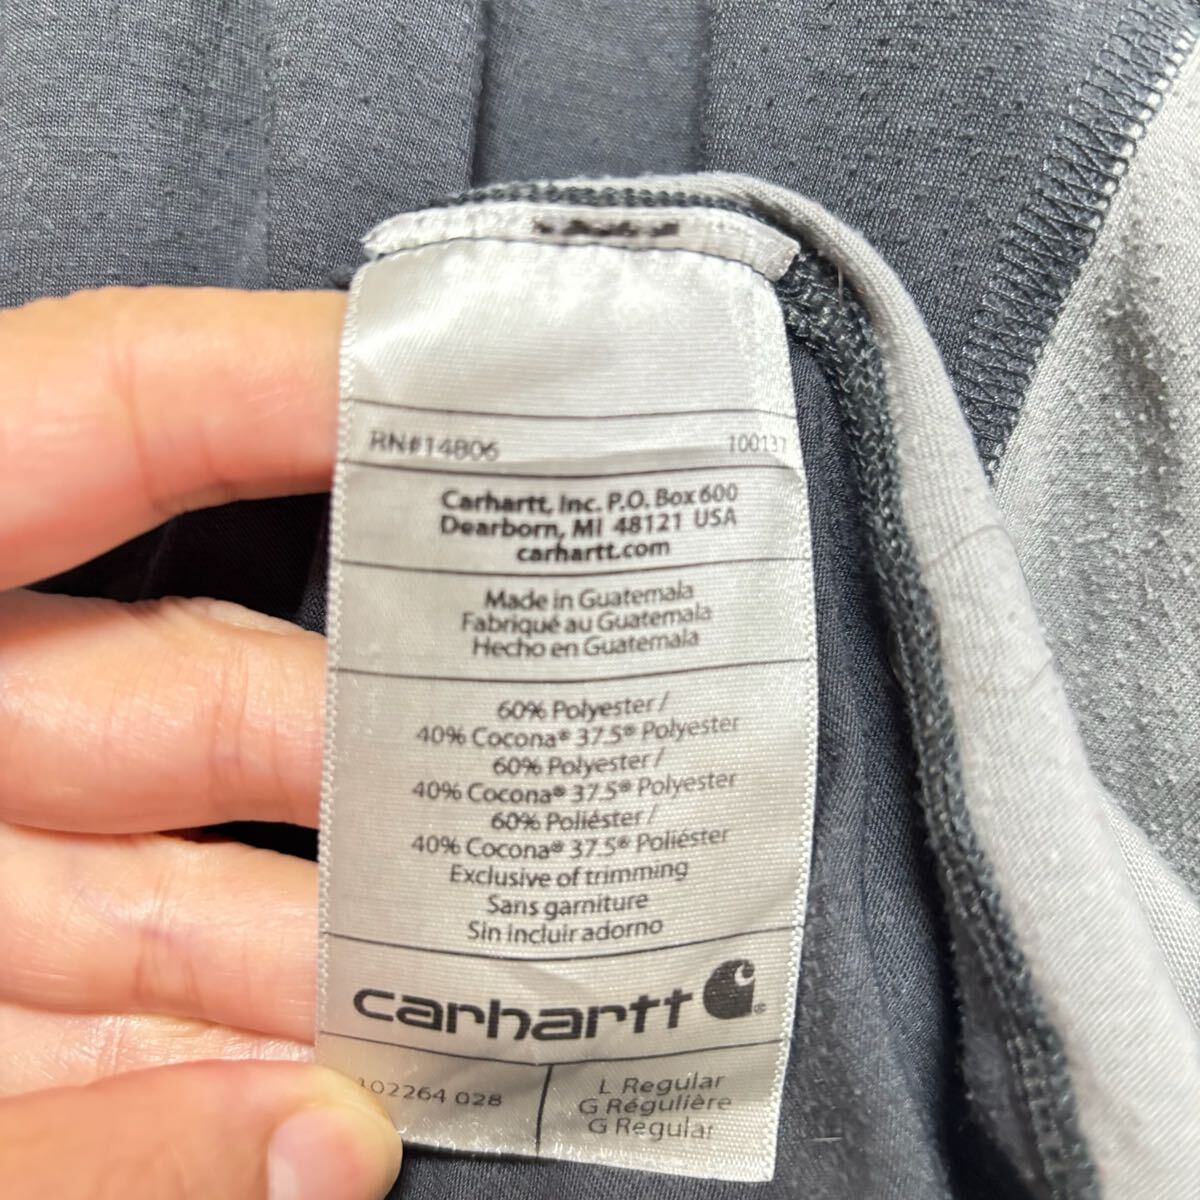 RN#14806 100137
Carhartt, Inc. P.O. Box 600
Dearborn, MI 48121 USA
carhartt.com
Made in Guatemala
Fabriqué au Guatemala
Hecho en Guatemala
60% Polyester /
40% Cocona® 37.5® Polyester
60% Polyester /
40% Cocona® 37.5® Polyester
60% Poliéster /
40% Cocona® 37.5® Poliéster
Exclusive of trimming
Sans garniture
Sin incluir adorno
carhartt®
102264 028
L Regular
G Régulière
G Regular